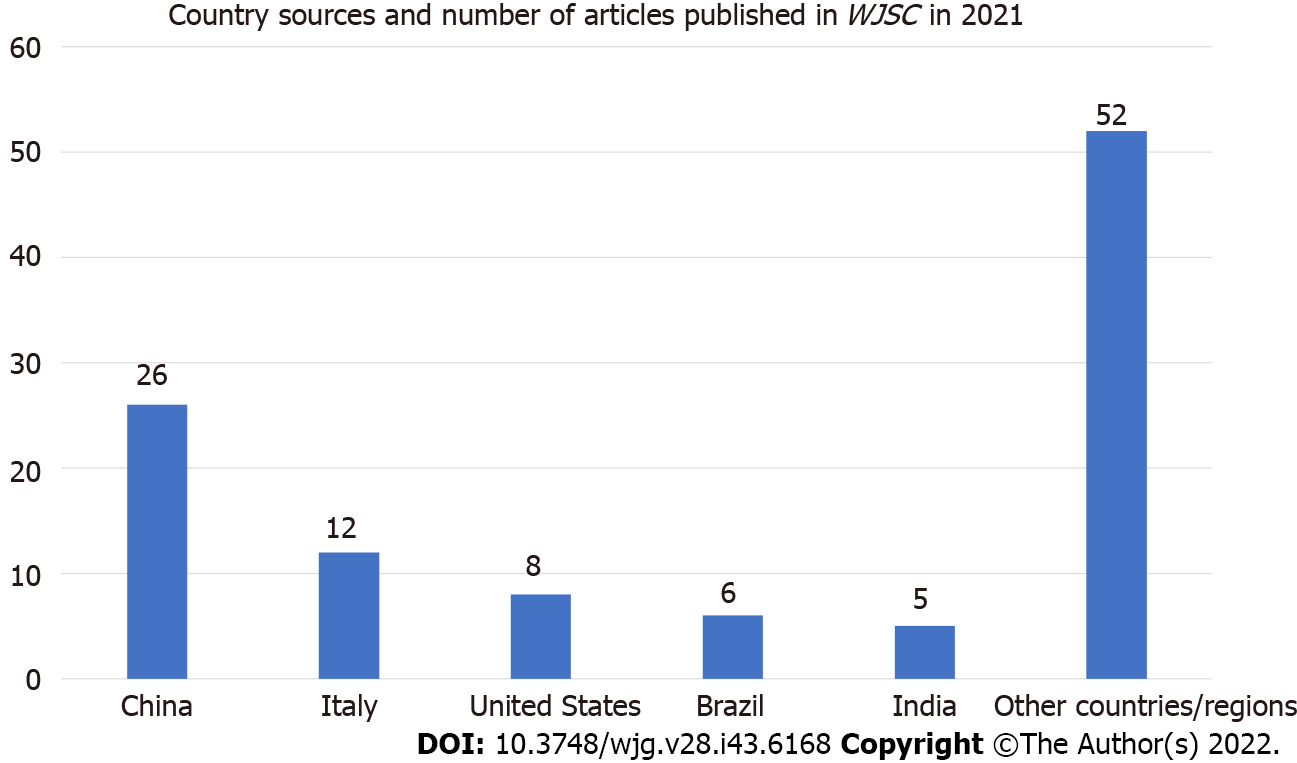 Country sources and number of articles published in WJSC in 2021
60
50
40
30
20
10
0
26
12
8
6
5
52
China
Italy
United States
Brazil
India
Other countries/regions
DOI: 10.3748/wjg.v28.i43.6168 Copyright ©The Author(s) 2022.